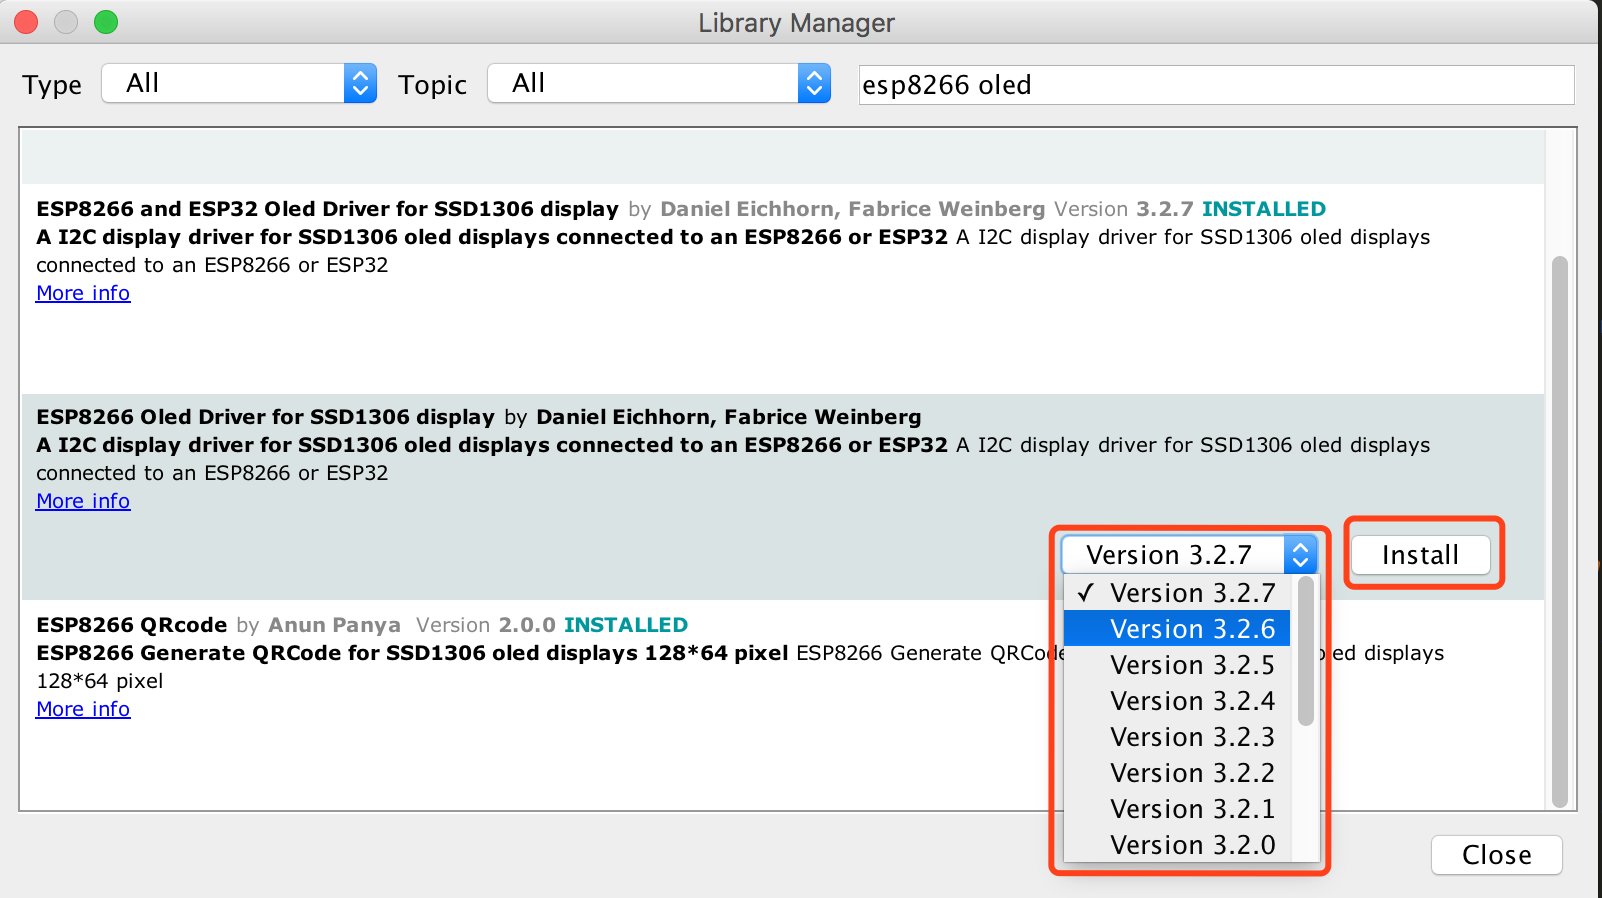 Library Manager
Type All Topic All esp8266 oled
ESP8266 and ESP32 Oled Driver for SSD1306 display by Daniel Eichhorn, Fabrice Weinberg Version 3.2.7 INSTALLED
A I2C display driver for SSD1306 oled displays connected to an ESP8266 or ESP32 A I2C display driver for SSD1306 oled displays
connected to an ESP8266 or ESP32
More info
ESP8266 Oled Driver for SSD1306 display by Daniel Eichhorn, Fabrice Weinberg
A I2C display driver for SSD1306 oled displays connected to an ESP8266 or ESP32 A I2C display driver for SSD1306 oled displays
connected to an ESP8266 or ESP32
More info
Version 3.2.7 Install
✓ Version 3.2.7
Version 3.2.6
Version 3.2.5
Version 3.2.4
Version 3.2.3
Version 3.2.2
Version 3.2.1
Version 3.2.0
ESP8266 QRcode by Anun Panya Version 2.0.0 INSTALLED
ESP8266 Generate QRCode for SSD1306 oled displays 128*64 pixel ESP8266 Generate QRCode oled displays
128*64 pixel
More info
Close